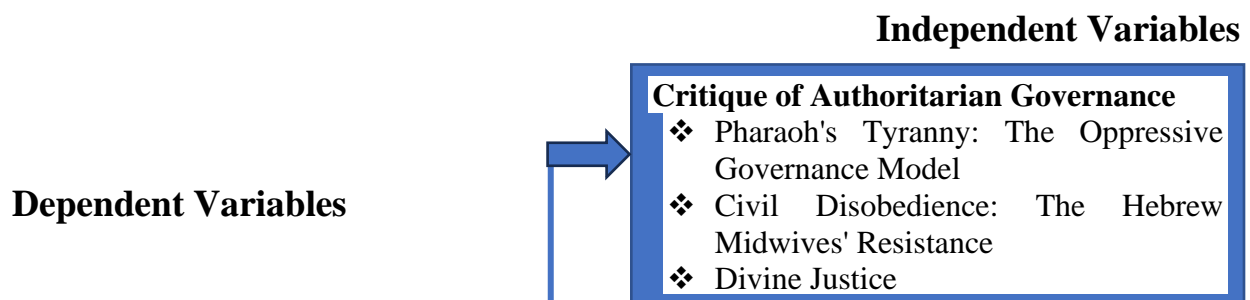 Independent Variables
Critique of Authoritarian Governance
❖ Pharaoh's Tyranny: The Oppressive
Governance Model
❖ Civil Disobedience: The Hebrew
Midwives' Resistance
❖ Divine Justice
Dependent Variables